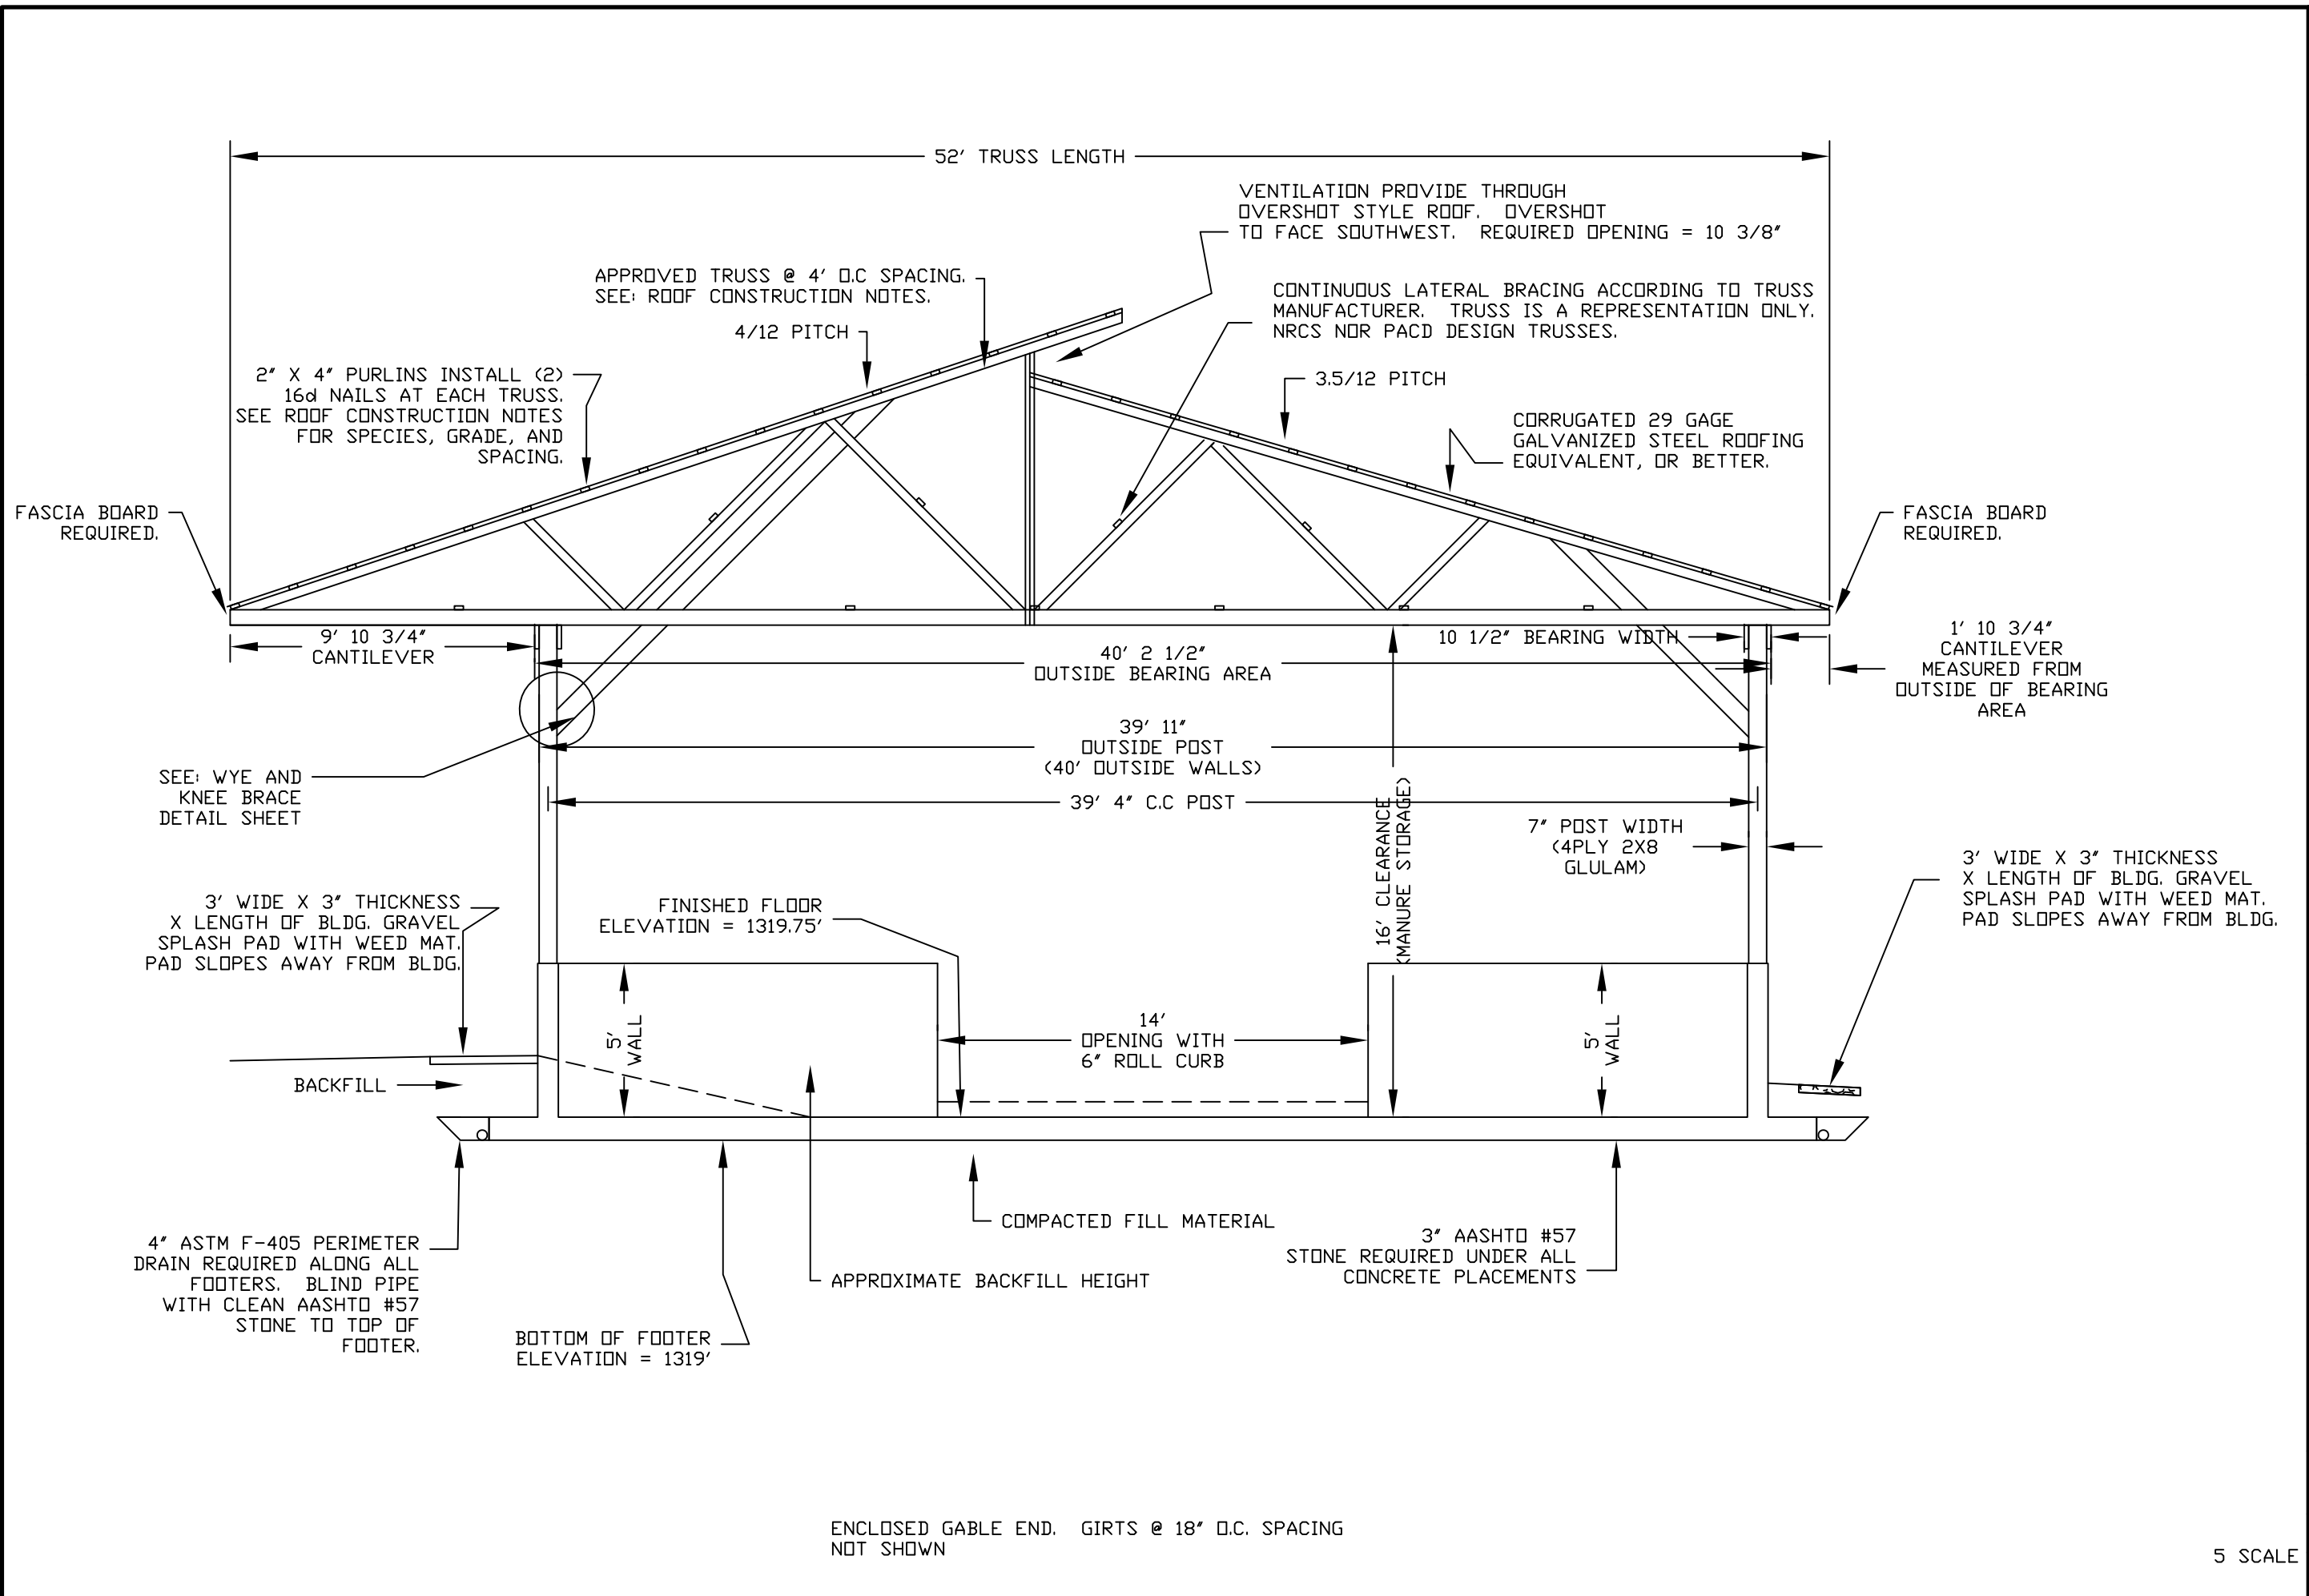 52' TRUSS LENGTH
VENTILATION PROVIDE THROUGH
OVERSHOT STYLE ROOF.  OVERSHOT
TO FACE SOUTHWEST.  REQUIRED OPENING = 10 3/8"
APPROVED TRUSS @ 4' O.C SPACING.
SEE: ROOF CONSTRUCTION NOTES.
CONTINUOUS LATERAL BRACING ACCORDING TO TRUSS
MANUFACTURER.  TRUSS IS A REPRESENTATION ONLY.
NRCS NOR PACD DESIGN TRUSSES.
4/12 PITCH
2" X 4" PURLINS INSTALL (2)
16d NAILS AT EACH TRUSS.
SEE ROOF CONSTRUCTION NOTES
FOR SPECIES, GRADE, AND
SPACING.
3.5/12 PITCH
CORRUGATED 29 GAGE
GALVANIZED STEEL ROOFING
EQUIVALENT, OR BETTER.
FASCIA BOARD
REQUIRED.
FASCIA BOARD
REQUIRED.
9' 10 3/4"
CANTILEVER
40' 2 1/2"
OUTSIDE BEARING AREA
10 1/2" BEARING WIDTH
1' 10 3/4"
CANTILEVER
MEASURED FROM
OUTSIDE OF BEARING
AREA
39' 11"
OUTSIDE POST
(40' OUTSIDE WALLS)
SEE: WYE AND
KNEE BRACE
DETAIL SHEET
39' 4" C.C POST
16' CLEARANCE
(MANURE STORAGE)
7" POST WIDTH
(4PLY 2X8
GLULAM)
3' WIDE X 3" THICKNESS
X LENGTH OF BLDG. GRAVEL
SPLASH PAD WITH WEED MAT.
PAD SLOPES AWAY FROM BLDG.
3' WIDE X 3" THICKNESS
X LENGTH OF BLDG. GRAVEL
SPLASH PAD WITH WEED MAT.
PAD SLOPES AWAY FROM BLDG.
FINISHED FLOOR
ELEVATION = 1319.75'
5'
WALL
14'
OPENING WITH
6" ROLL CURB
5'
WALL
BACKFILL
COMPACTED FILL MATERIAL
4" ASTM F-405 PERIMETER
DRAIN REQUIRED ALONG ALL
FOOTERS.  BLIND PIPE
WITH CLEAN AASHTO #57
STONE TO TOP OF
FOOTER.
3" AASHTO #57
STONE REQUIRED UNDER ALL
CONCRETE PLACEMENTS
APPROXIMATE BACKFILL HEIGHT
BOTTOM OF FOOTER
ELEVATION = 1319'
ENCLOSED GABLE END.  GIRTS @ 18" O.C. SPACING
NOT SHOWN
5 SCALE